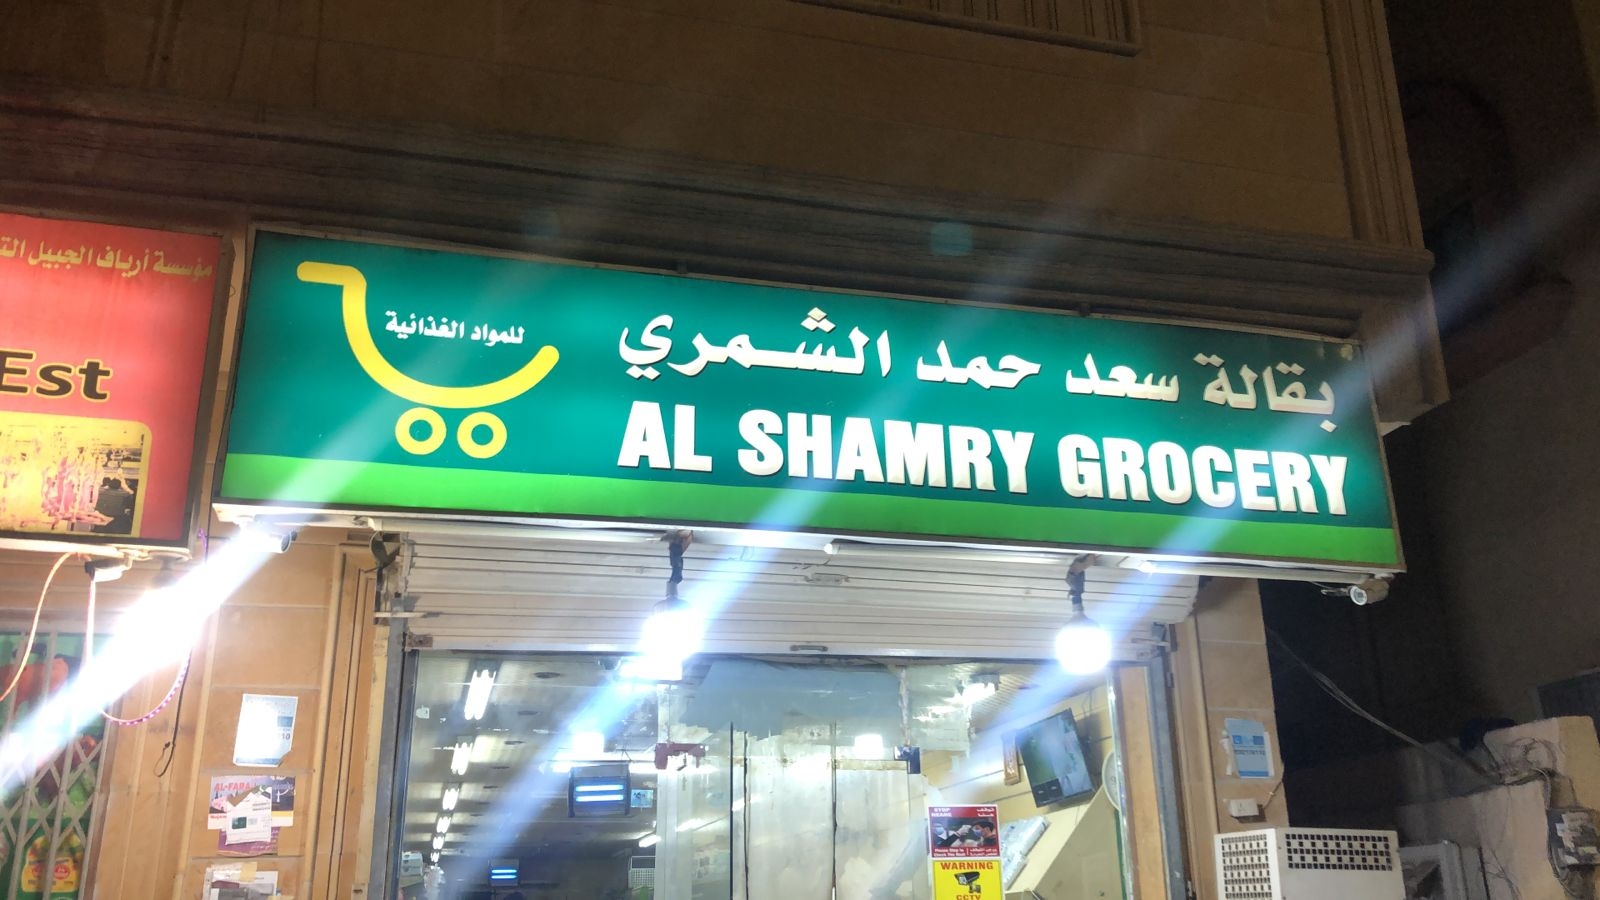 مؤسسة أرياف الجبيل
Est
للمواد الغذائية
بقالة سعد حمد الشمري
AL SHAMRY GROCERY
WARNING
CCTV